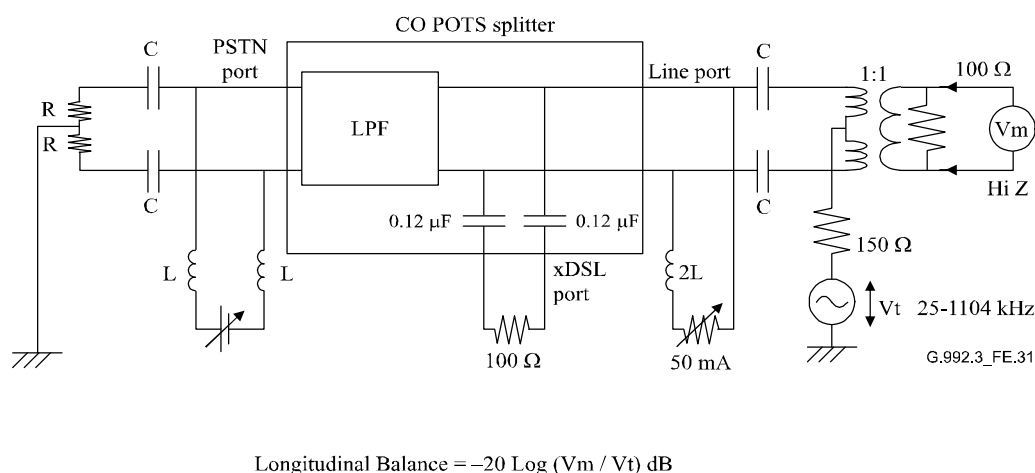 CO POTS splitter
C
PSTN
port
Line port
C
1:1
100 Ω
R
R
LPF
Vm
C
C
Hi Z
0.12 µF
0.12 µF
150 Ω
L
L
2L
xDSL
port
Vt
25-1104 kHz
100 Ω
50 mA
G.992.3_FE.31
Longitudinal Balance = –20 Log (Vm / Vt) dB